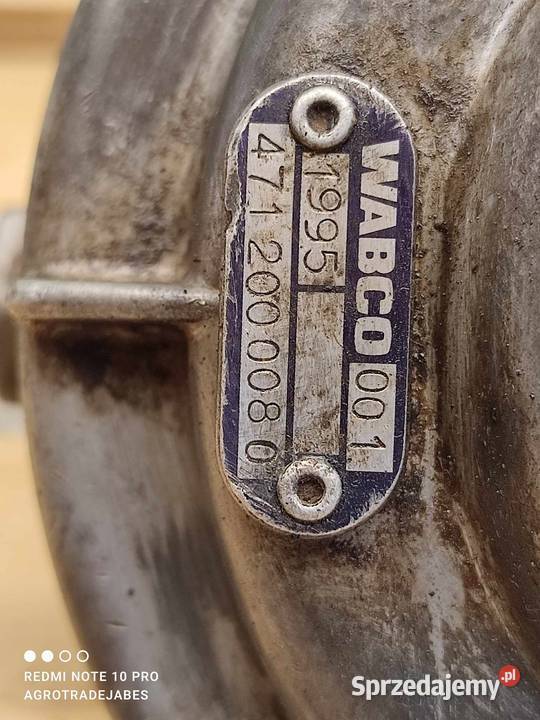 WABCO 001
1995
471 200 008 0
REDMI NOTE 10 PRO
AGROTRADEJABES
Sprzedajemy.pl